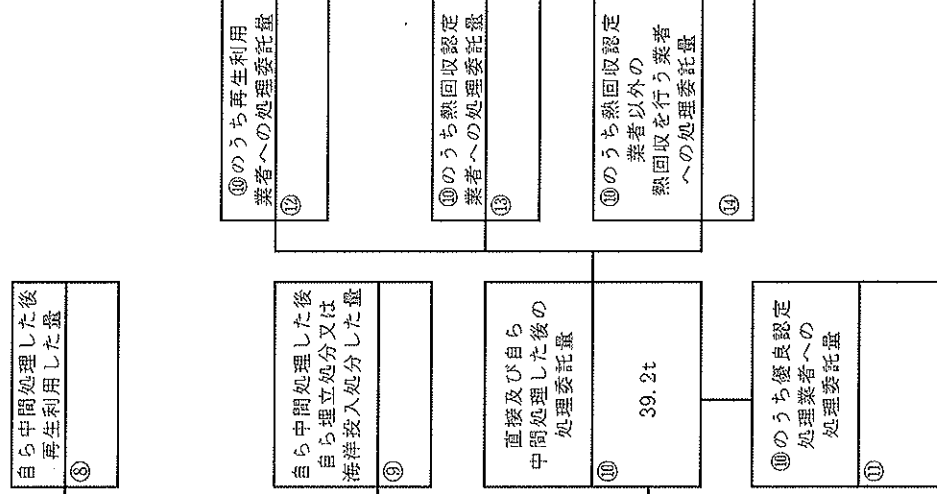 自ら中間処理した後
再生利用した量
⑧
自ら中間処理した後
自ら埋立処分又は
海洋投入処分した量
⑨
直接及び自ら
中間処理した後の
処理委託量
⑩
39.2t
⑩のうち優良認定
処理業者への
処理委託量
⑪
⑩のうち再生利用
業者への処理委託量
⑫
⑩のうち熱回収認定
業者への処理委託量
⑬
⑩のうち熱回収認定
業者以外の
熱回収を行う業者
への処理委託量
⑭